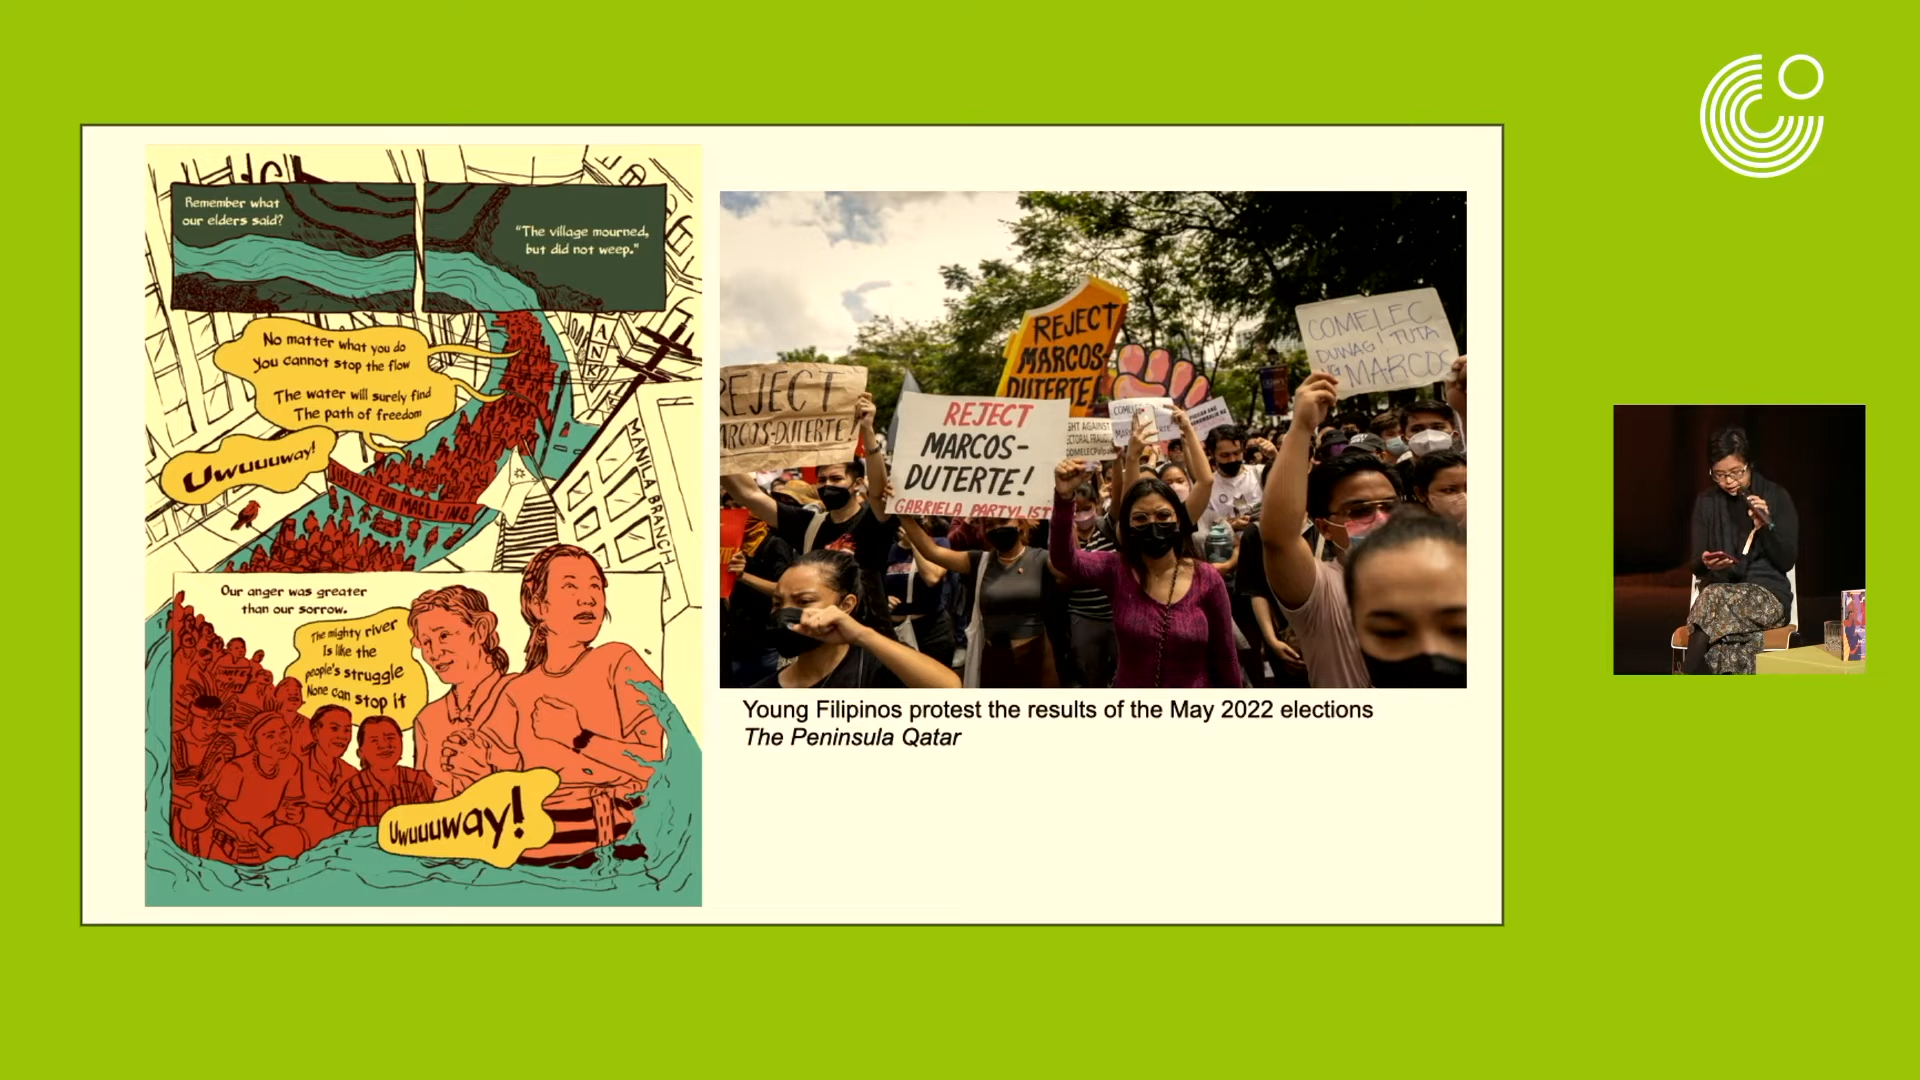 Remember what
our elders said?
"The village mourned,
but did not weep."
No matter what you do
You cannot stop the flow
The water will surely find
The path of freedom
Uwuuuway!
JUSTICE FOR MACLI-ING
MANILA BRANCH
Our anger was greater
than our sorrow.
The mighty river
Is like the
people's struggle
None can stop it
Uwuuuway!
REJECT
MARCOS-DUTERTE!
REJECT
MARCOS-
DUTERTE!
GABRIELA PARTYLIST
REJECT
MARCOS-
DUTERTE!
COMELEC
DUWAG! TUTA
NG MARCOS
Young Filipinos protest the results of the May 2022 elections
The Peninsula Qatar